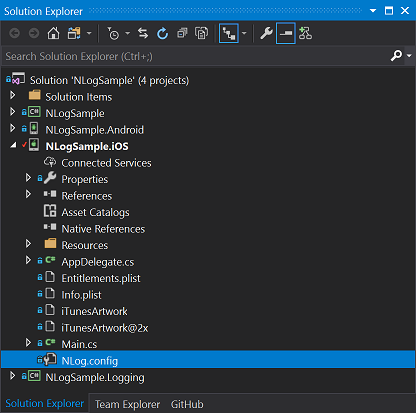 Solution Explorer
Search Solution Explorer (Ctrl+;)
Solution 'NLogSample' (4 projects)
Solution Items
C# NLogSample
NLogSample.Android
NLogSample.iOS
Connected Services
Properties
References
Asset Catalogs
Native References
Resources
C# AppDelegate.cs
Entitlements.plist
Info.plist
iTunesArtwork
iTunesArtwork@2x
C# Main.cs
NLog.config
C# NLogSample.Logging
Solution Explorer Team Explorer GitHub